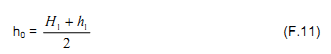 h₀ = (H₁ + h₁) / 2 (F.11)